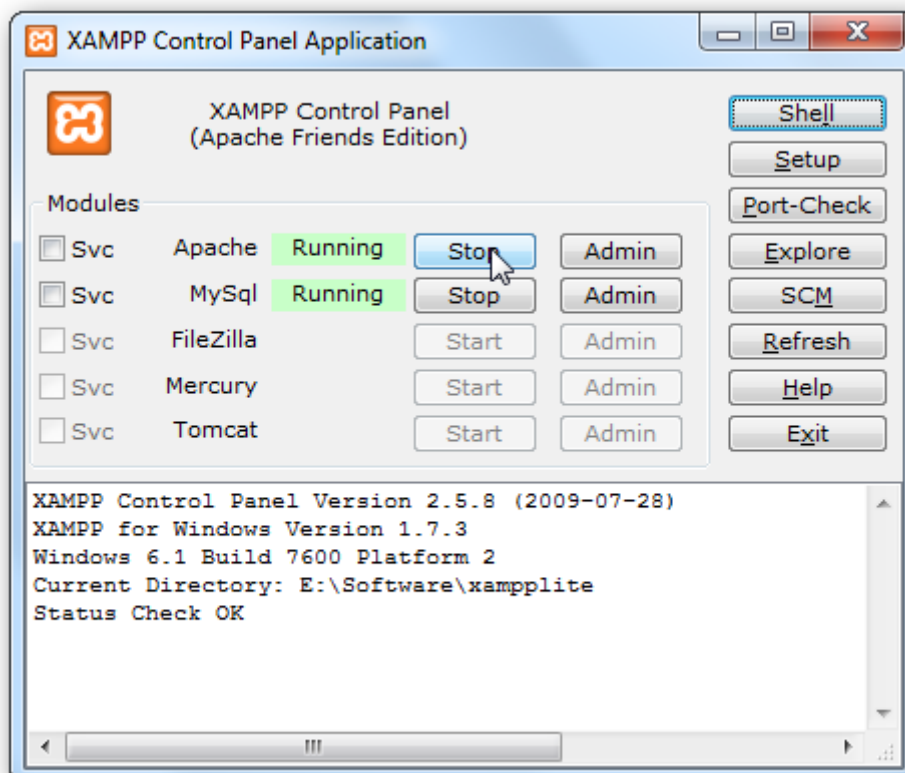 XAMPP Control Panel Application
XAMPP Control Panel
(Apache Friends Edition)
Shell
Setup
Port-Check
Modules
Svc Apache Running Stop Admin Explore
Svc MySql Running Stop Admin SCM
Svc FileZilla Start Admin Refresh
Svc Mercury Start Admin Help
Svc Tomcat Start Admin Exit
XAMPP Control Panel Version 2.5.8 (2009-07-28)
XAMPP for Windows Version 1.7.3
Windows 6.1 Build 7600 Platform 2
Current Directory: E:\Software\xampplite
Status Check OK